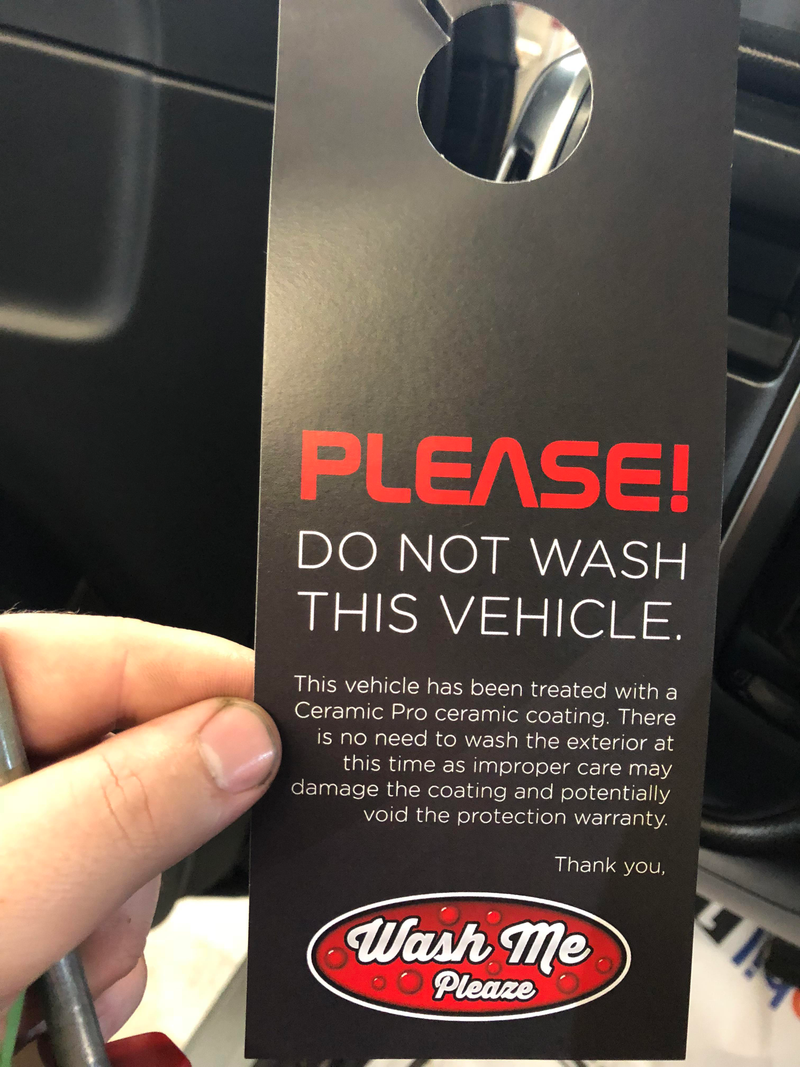 PLEASE!
DO NOT WASH
THIS VEHICLE.
This vehicle has been treated with a
Ceramic Pro ceramic coating. There
is no need to wash the exterior at
this time as improper care may
damage the coating and potentially
void the protection warranty.
Thank you,
Wash Me
Pleaze